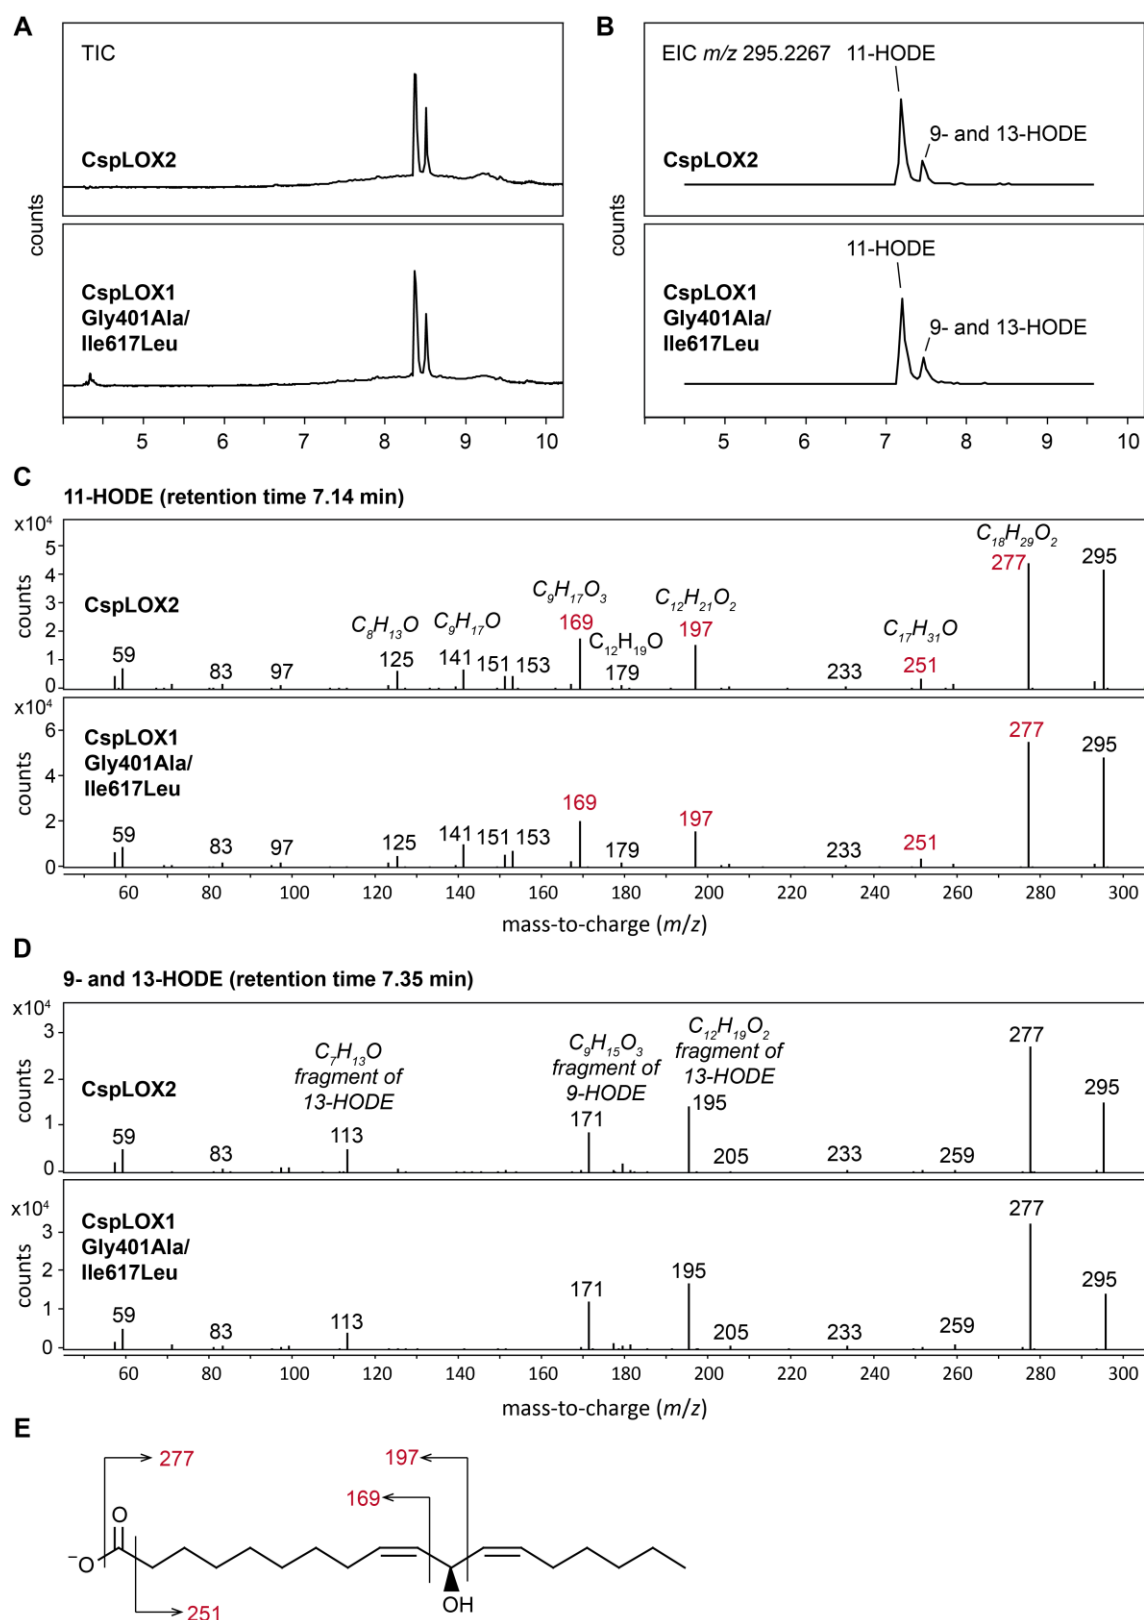 A
TIC
CspLOX2
CspLOX1
Gly401Ala/
Ile617Leu
counts
5 6 7 8 9 10
B
EIC m/z 295.2267 11-HODE
9- and 13-HODE
CspLOX2
11-HODE
CspLOX1
Gly401Ala/
Ile617Leu
9- and 13-HODE
counts
5 6 7 8 9 10
C
11-HODE (retention time 7.14 min)
x10⁴
5
4
3
2
1
0
counts
CspLOX2
59 83 97
C₈H₁₃O
125
C₉H₁₇O
141 151 153
C₉H₁₇O₃
169
C₁₂H₁₉O
179
C₁₂H₂₁O₂
197
233
C₁₇H₃₁O
251
C₁₈H₂₉O₂
277 295
x10⁴
6
4
2
0
counts
CspLOX1
Gly401Ala/
Ile617Leu
59 83 97 125 141 151 153 169 179 197 233 251 277 295
60 80 100 120 140 160 180 200 220 240 260 280 300
mass-to-charge (m/z)
D
9- and 13-HODE (retention time 7.35 min)
x10⁴
3
2
1
0
counts
CspLOX2
59 83
C₇H₁₃O
fragment of
13-HODE
113
C₉H₁₅O₃
fragment of
9-HODE
171
C₁₂H₁₉O₂
fragment of
13-HODE
195
205 233 259 277 295
x10⁴
3
2
1
0
counts
CspLOX1
Gly401Ala/
Ile617Leu
59 83 113 171 195 205 233 259 277 295
60 80 100 120 140 160 180 200 220 240 260 280 300
mass-to-charge (m/z)
E
277
197
169
O
⁻O
OH
251